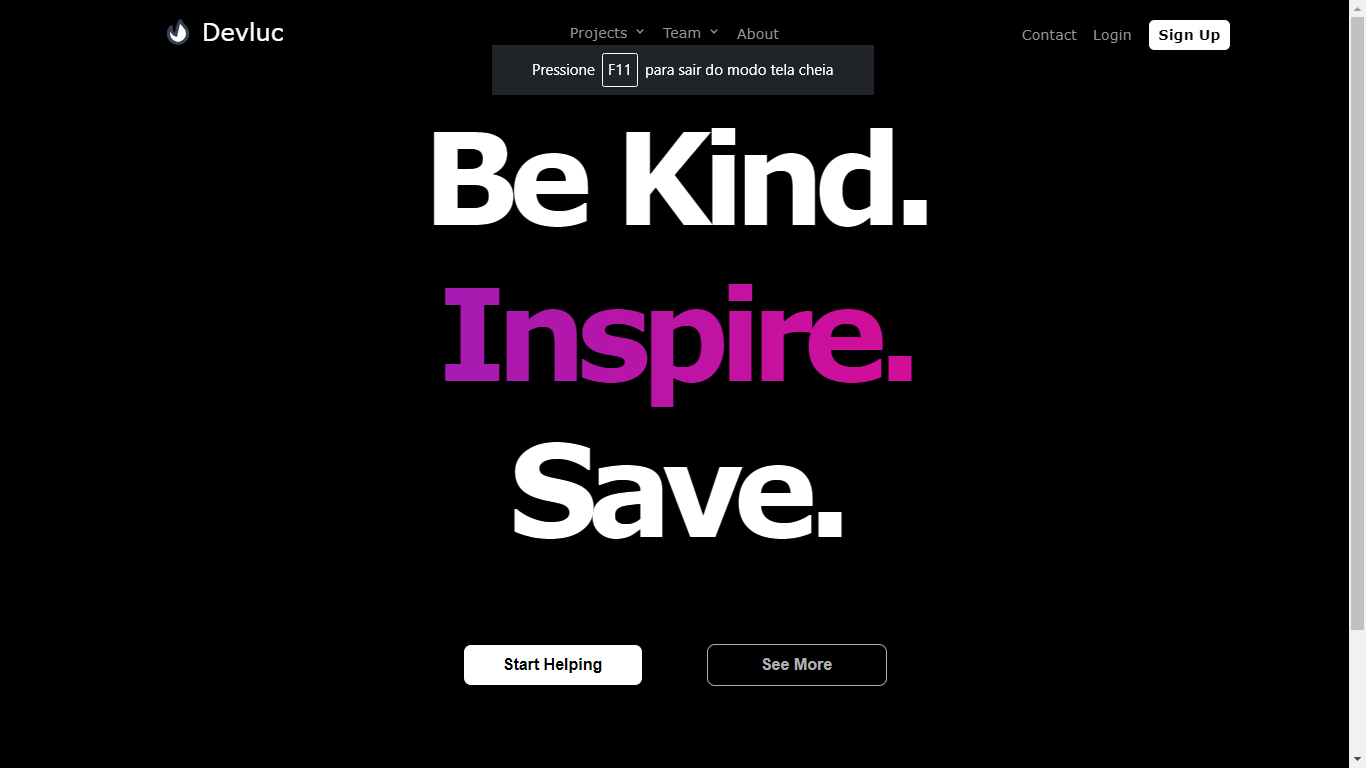 Devluc
Projects Team About
Contact Login Sign Up
Pressione F11 para sair do modo tela cheia
Be Kind.
Inspire.
Save.
Start Helping
See More